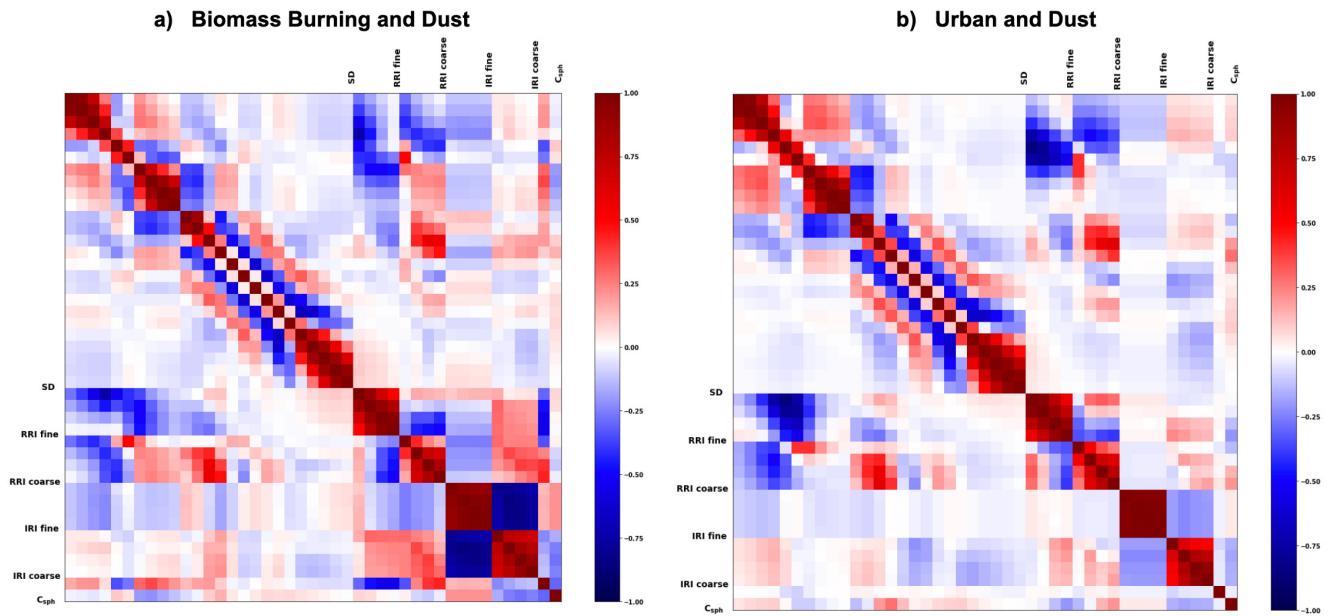 a) Biomass Burning and Dust
SD
RRI fine
RRI coarse
IRI fine
IRI coarse
Csph
SD
RRI fine
RRI coarse
IRI fine
IRI coarse
Csph
1.00
0.75
0.50
0.25
0.00
−0.25
−0.50
−0.75
−1.00
b) Urban and Dust
SD
RRI fine
RRI coarse
IRI fine
IRI coarse
Csph
SD
RRI fine
RRI coarse
IRI fine
IRI coarse
Csph
1.00
0.75
0.50
0.25
0.00
−0.25
−0.50
−0.75
−1.00